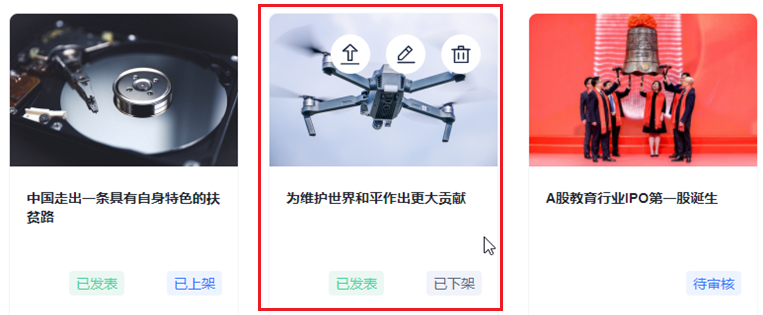 中国走出一条具有自身特色的扶
贫路
已发表 已上架
为维护世界和平作出更大贡献
已发表 已下架
A股教育行业IPO第一股诞生
待审核